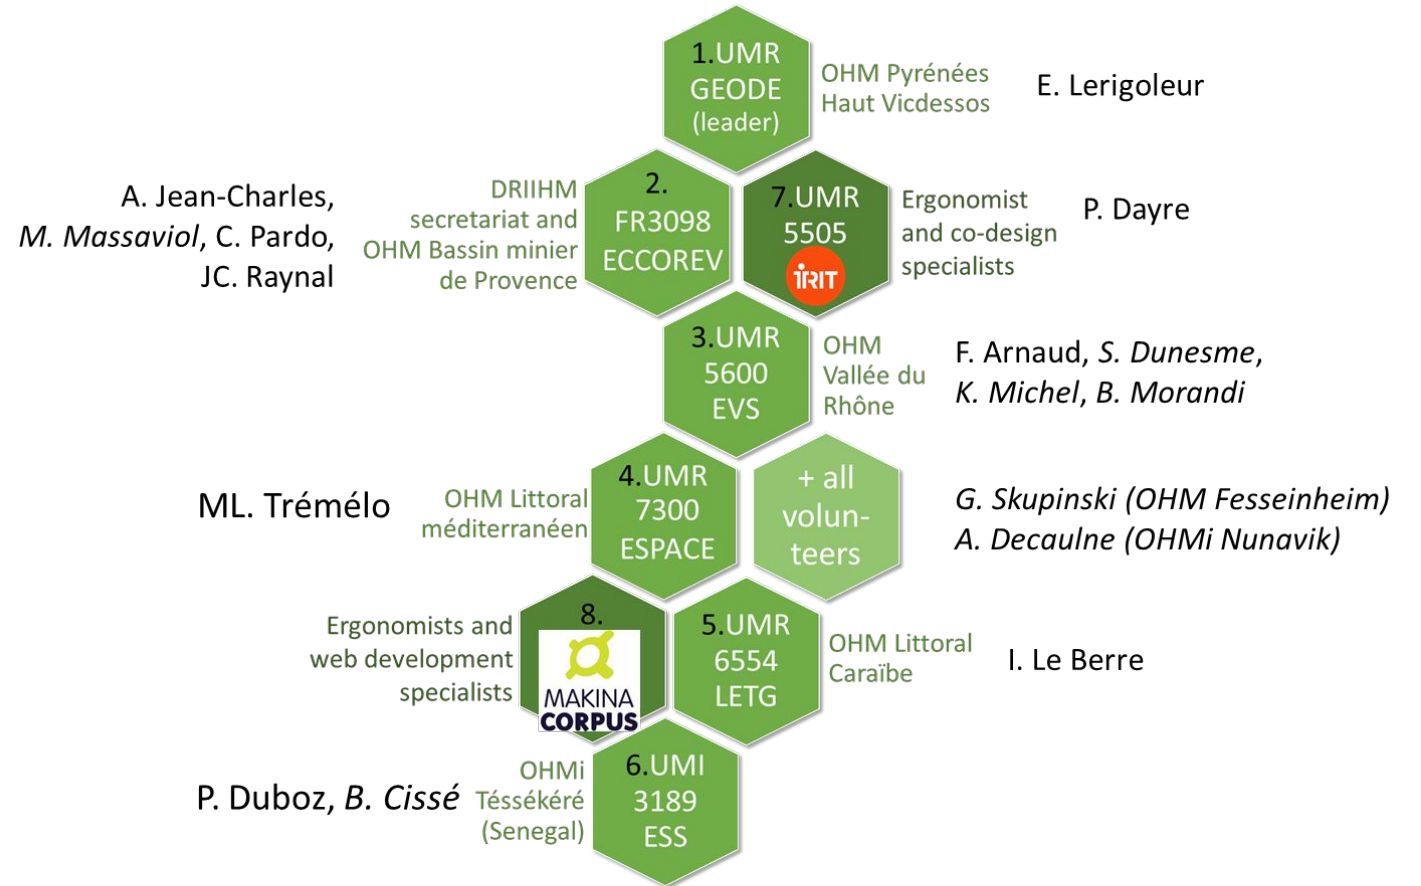 1.UMR
GEODE
(leader)
OHM Pyrénées
Haut Vicdessos
E. Lerigoleur
A. Jean-Charles,
M. Massaviol, C. Pardo,
JC. Raynal
DRIIHM
secretariat and
OHM Bassin minier
de Provence
2.
FR3098
ECCOREV
7.UMR
5505
IRIT
Ergonomist
and co-design
specialists
P. Dayre
3.UMR
5600
EVS
OHM
Vallée du
Rhône
F. Arnaud, S. Dunesme,
K. Michel, B. Morandi
ML. Trémélo
OHM Littoral
méditerranéen
4.UMR
7300
ESPACE
+ all
volun-
teers
G. Skupinski (OHM Fesseinheim)
A. Decaulne (OHMi Nunavik)
Ergonomists and
web development
specialists
8.
MAKINA
CORPUS
5.UMR
6554
LETG
OHM Littoral
Caraïbe
I. Le Berre
P. Duboz, B. Cissé
OHMi
Téssékéré
(Senegal)
6.UMI
3189
ESS